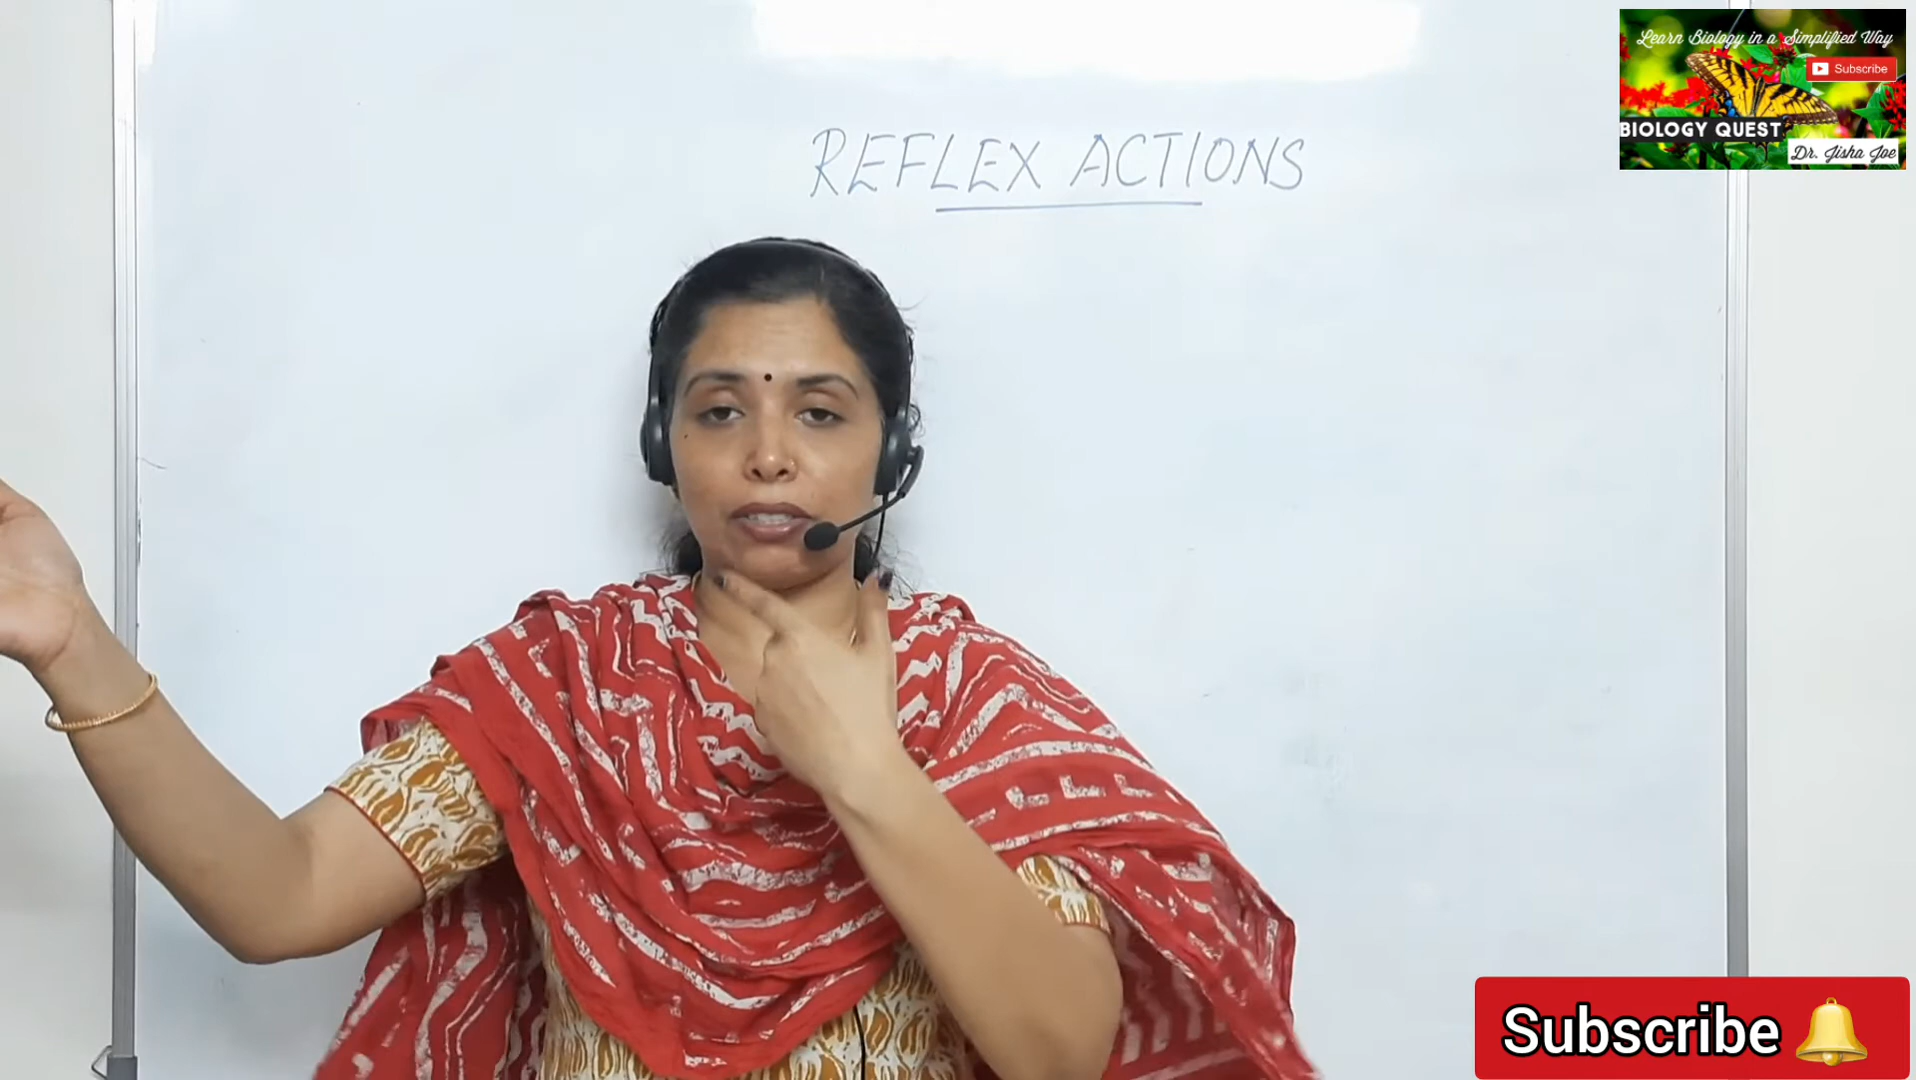 REFLEX ACTIONS
Learn Biology in a Simplified Way
Subscribe
BIOLOGY QUEST
Dr. Jisha Joe
Subscribe